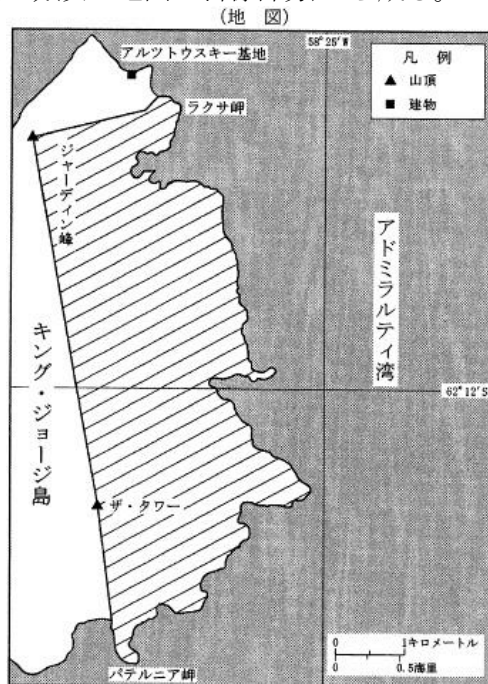 （地　図）
58°25′W
アルツトウスキー基地
凡　例
▲ 山頂
■ 建物
ラクサ岬
ジャーディン峰
アドミラルティ湾
キング・ジョージ島
62°12′S
ザ・タワー
0　1キロメートル
0　0.5海里
パテルニア岬